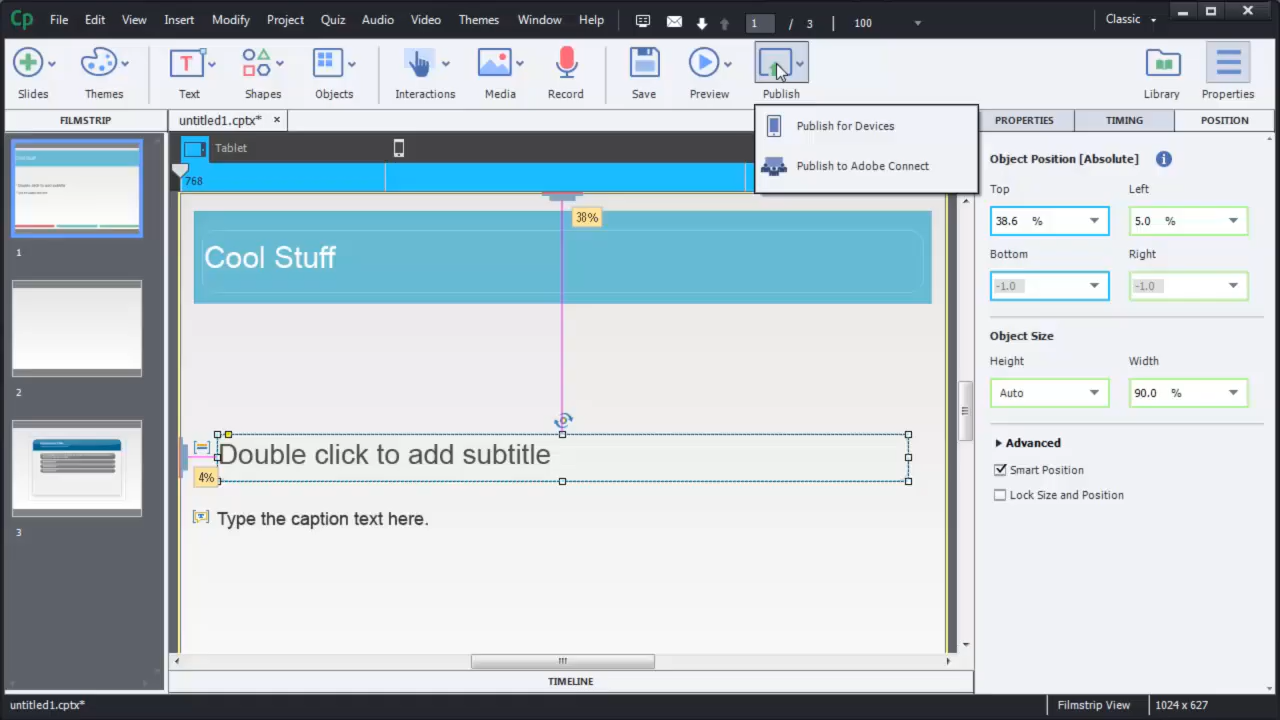 Cp File Edit View Insert Modify Project Quiz Audio Video Themes Window Help 1 / 3 100 Classic
Slides Themes Text Shapes Objects Interactions Media Record Save Preview Publish Library Properties
FILMSTRIP untitled1.cptx* × PROPERTIES TIMING POSITION
Publish for Devices
Publish to Adobe Connect
Tablet
768
38%
Cool Stuff
Double click to add subtitle
4%
Type the caption text here.
1
2
3
Object Position [Absolute]
Top Left
38.6 % 5.0 %
Bottom Right
-1.0 -1.0
Object Size
Height Width
Auto 90.0 %
Advanced
Smart Position
Lock Size and Position
TIMELINE
untitled1.cptx* Filmstrip View 1024 x 627